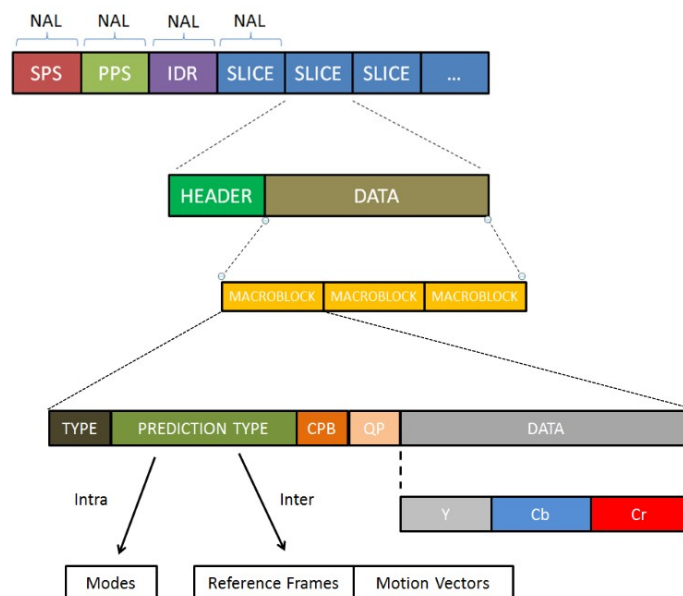 NAL NAL NAL NAL
SPS PPS IDR SLICE SLICE SLICE ...
HEADER DATA
MACROBLOCK MACROBLOCK MACROBLOCK
TYPE PREDICTION TYPE CPB QP DATA
Intra Inter
Y Cb Cr
Modes Reference Frames Motion Vectors